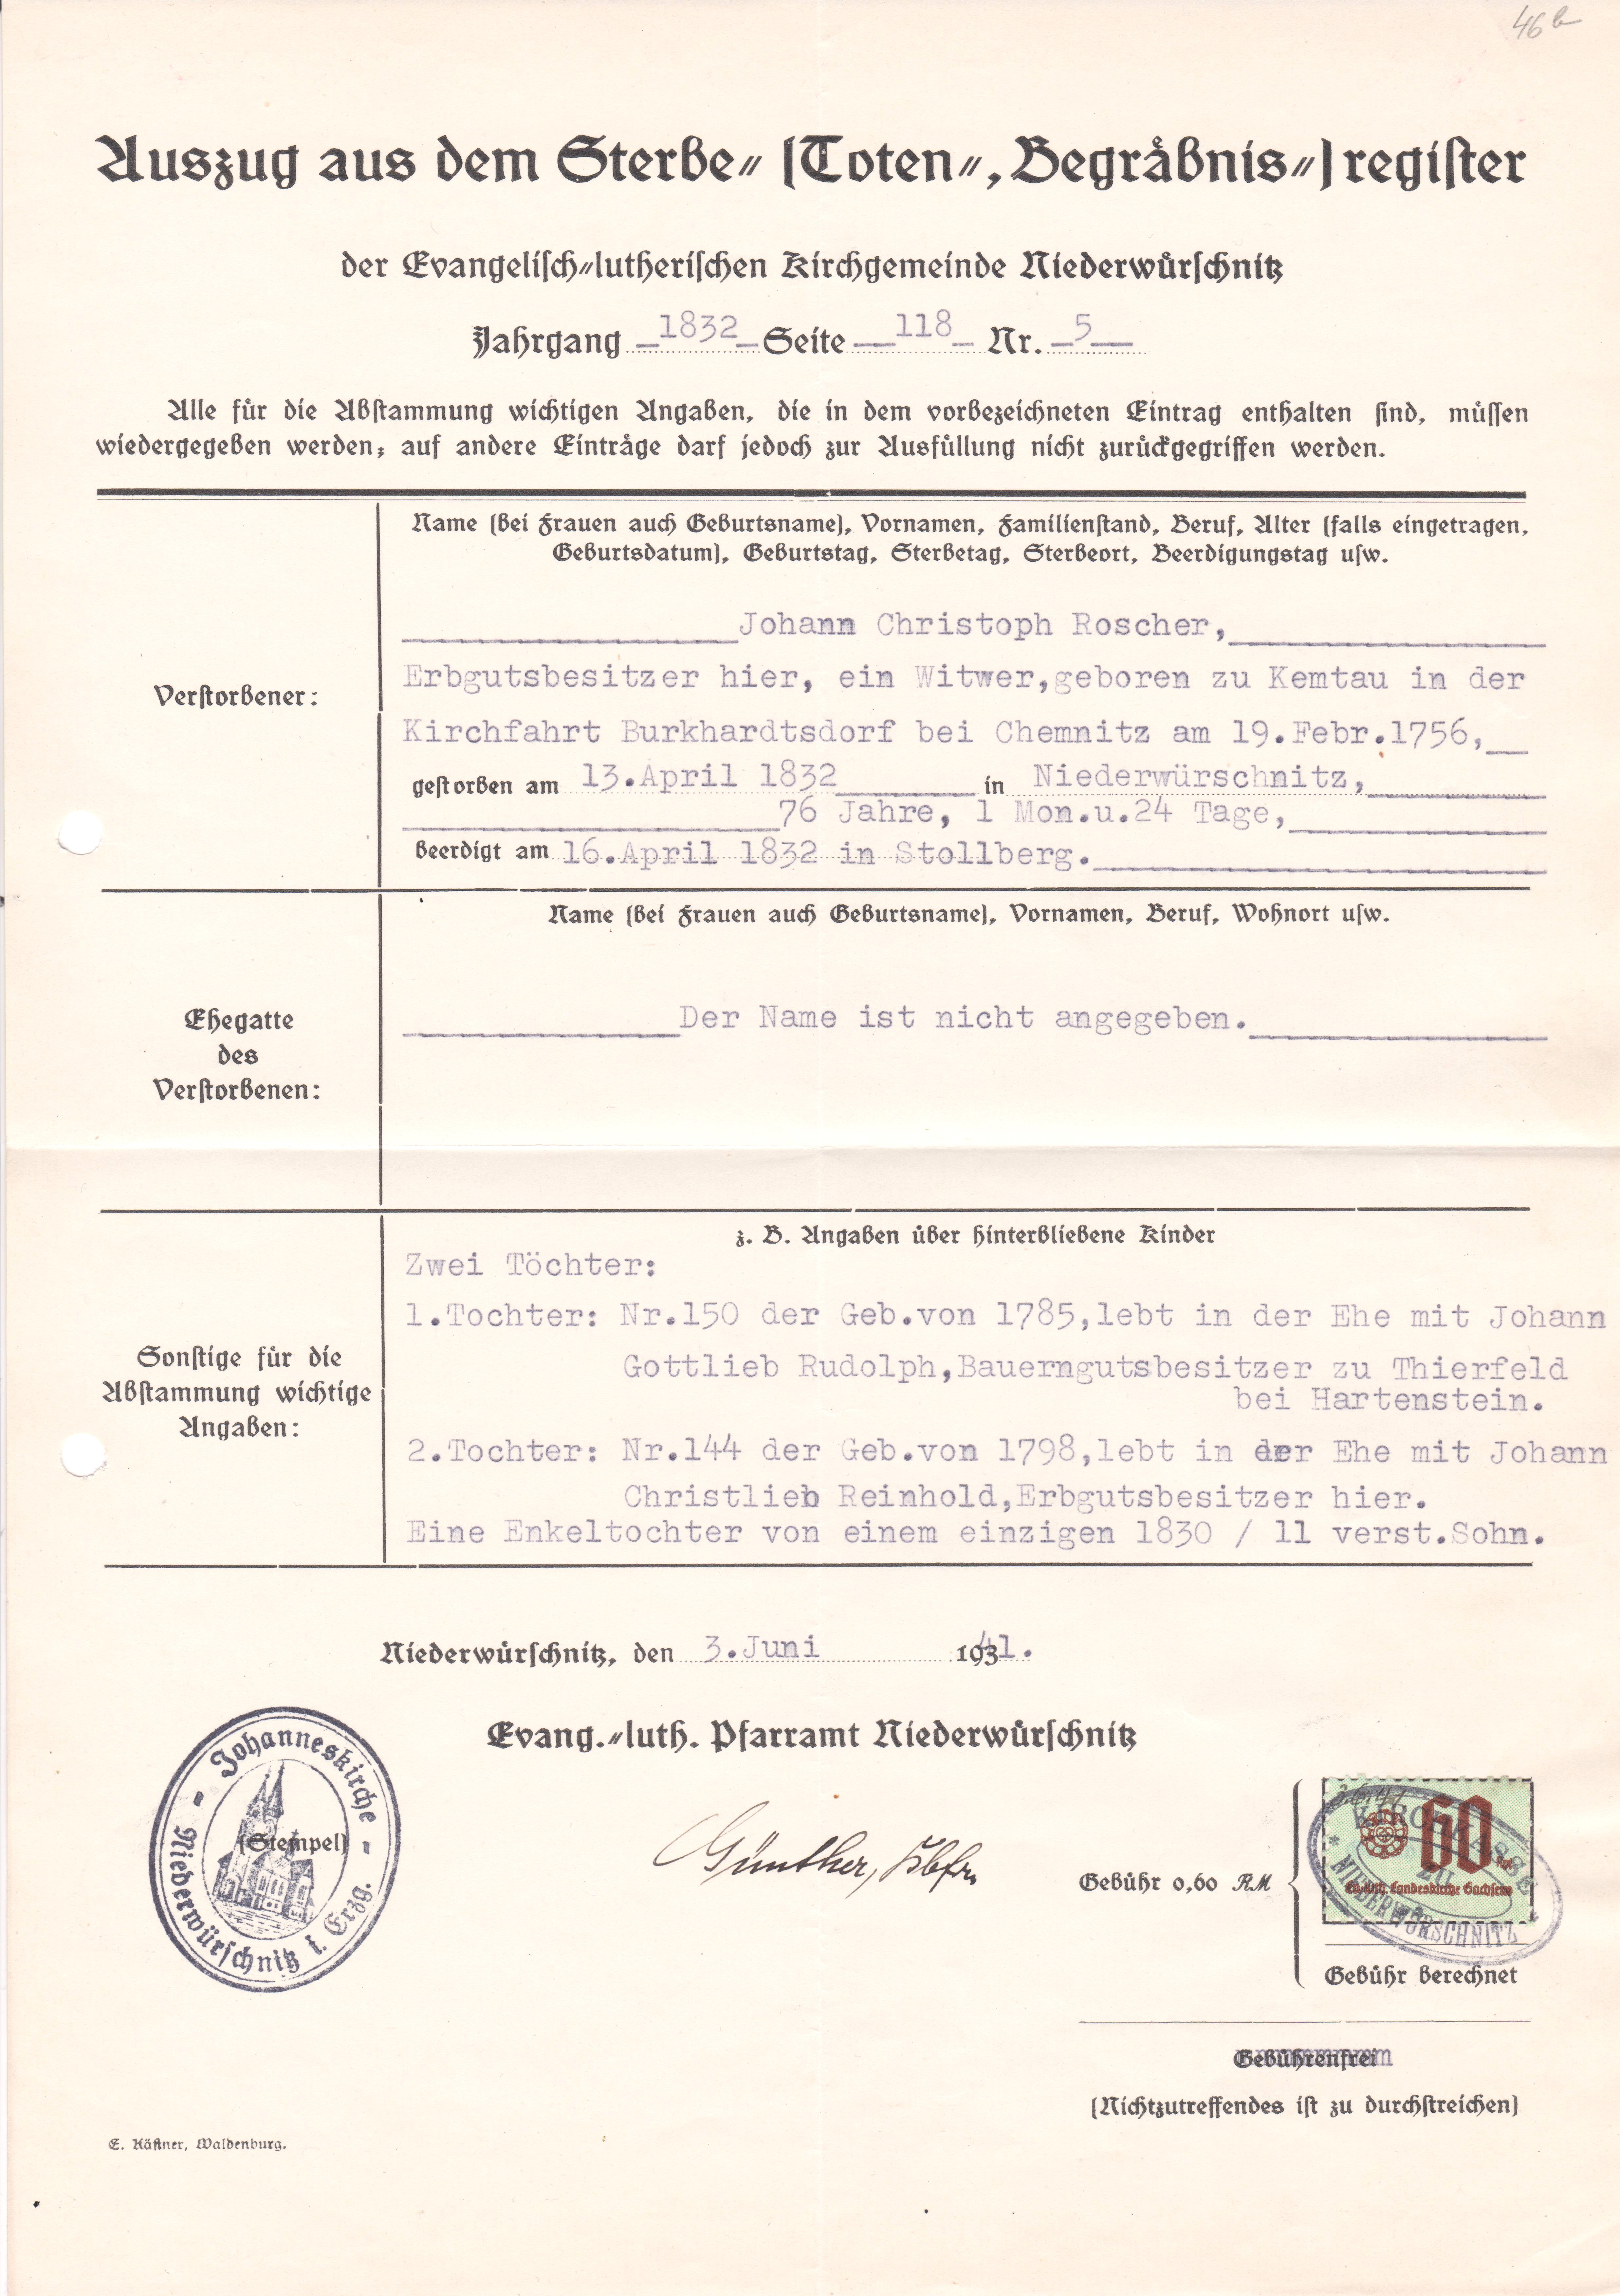 46 b
Auszug aus dem Sterbe- (Toten-, Begräbnis-) register
der Evangelisch-lutherischen Kirchgemeinde Niederwürschnitz
Jahrgang 1832 Seite 118 Nr. 5
Alle für die Abstammung wichtigen Angaben, die in dem vorbezeichneten Eintrag enthalten sind, müssen
wiedergegeben werden; auf andere Einträge darf jedoch zur Ausfüllung nicht zurückgegriffen werden.
Name (bei Frauen auch Geburtsname), Vornamen, Familienstand, Beruf, Alter (falls eingetragen,
Geburtsdatum), Geburtstag, Sterbetag, Sterbeort, Beerdigungstag usw.
Verstorbener:
Johann Christoph Roscher,
Erbgutsbesitzer hier, ein Witwer,geboren zu Kemtau in der
Kirchfahrt Burkhardtsdorf bei Chemnitz am 19.Febr.1756,
gestorben am 13.April 1832 in Niederwürschnitz,
76 Jahre, 1 Mon.u.24 Tage,
beerdigt am 16.April 1832 in Stollberg.
Name (bei Frauen auch Geburtsname), Vornamen, Beruf, Wohnort usw.
Ehegatte
des
Verstorbenen:
Der Name ist nicht angegeben.
z. B. Angaben über hinterbliebene Kinder
Sonstige für die
Abstammung wichtige
Angaben:
Zwei Töchter:
1.Tochter: Nr.150 der Geb.von 1785,lebt in der Ehe mit Johann
Gottlieb Rudolph,Bauerngutsbesitzer zu Thierfeld
bei Hartenstein.
2.Tochter: Nr.144 der Geb.von 1798,lebt in der Ehe mit Johann
Christlieb Reinhold,Erbgutsbesitzer hier.
Eine Enkeltochter von einem einzigen 1830 / 11 verst.Sohn.
Niederwürschnitz, den 3.Juni 1941.
Evang.-luth. Pfarramt Niederwürschnitz
Johanneskirche
Niederwürschnitz i. Erzg.
(Stempel)
Günther, Kbfr.
Gebühr 0,60 RM
60
Ev.-luth. Landeskirche Sachsens
KIRCHKASSE
ZU
NIEDERWÜRSCHNITZ
Gebühr berechnet
Gebührenfrei
(Nichtzutreffendes ist zu durchstreichen)
E. Kästner, Waldenburg.